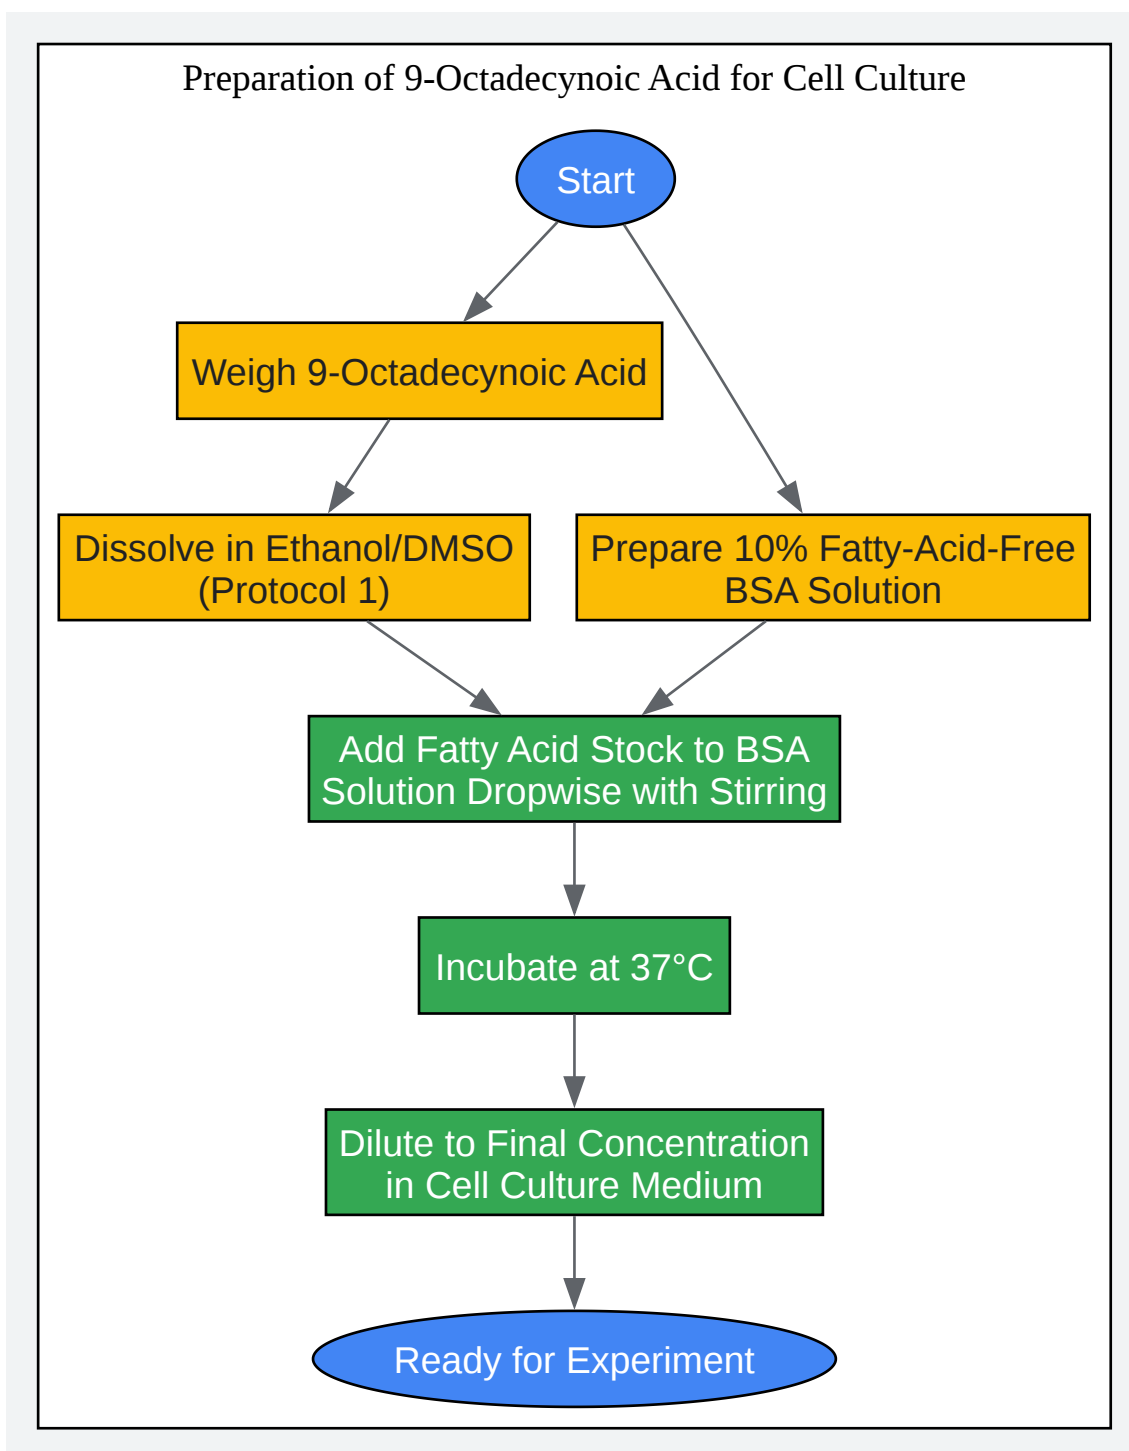 Preparation of 9-Octadecynoic Acid for Cell Culture
Start
Weigh 9-Octadecynoic Acid
Dissolve in Ethanol/DMSO
(Protocol 1)
Prepare 10% Fatty-Acid-Free
BSA Solution
Add Fatty Acid Stock to BSA
Solution Dropwise with Stirring
Incubate at 37°C
Dilute to Final Concentration
in Cell Culture Medium
Ready for Experiment